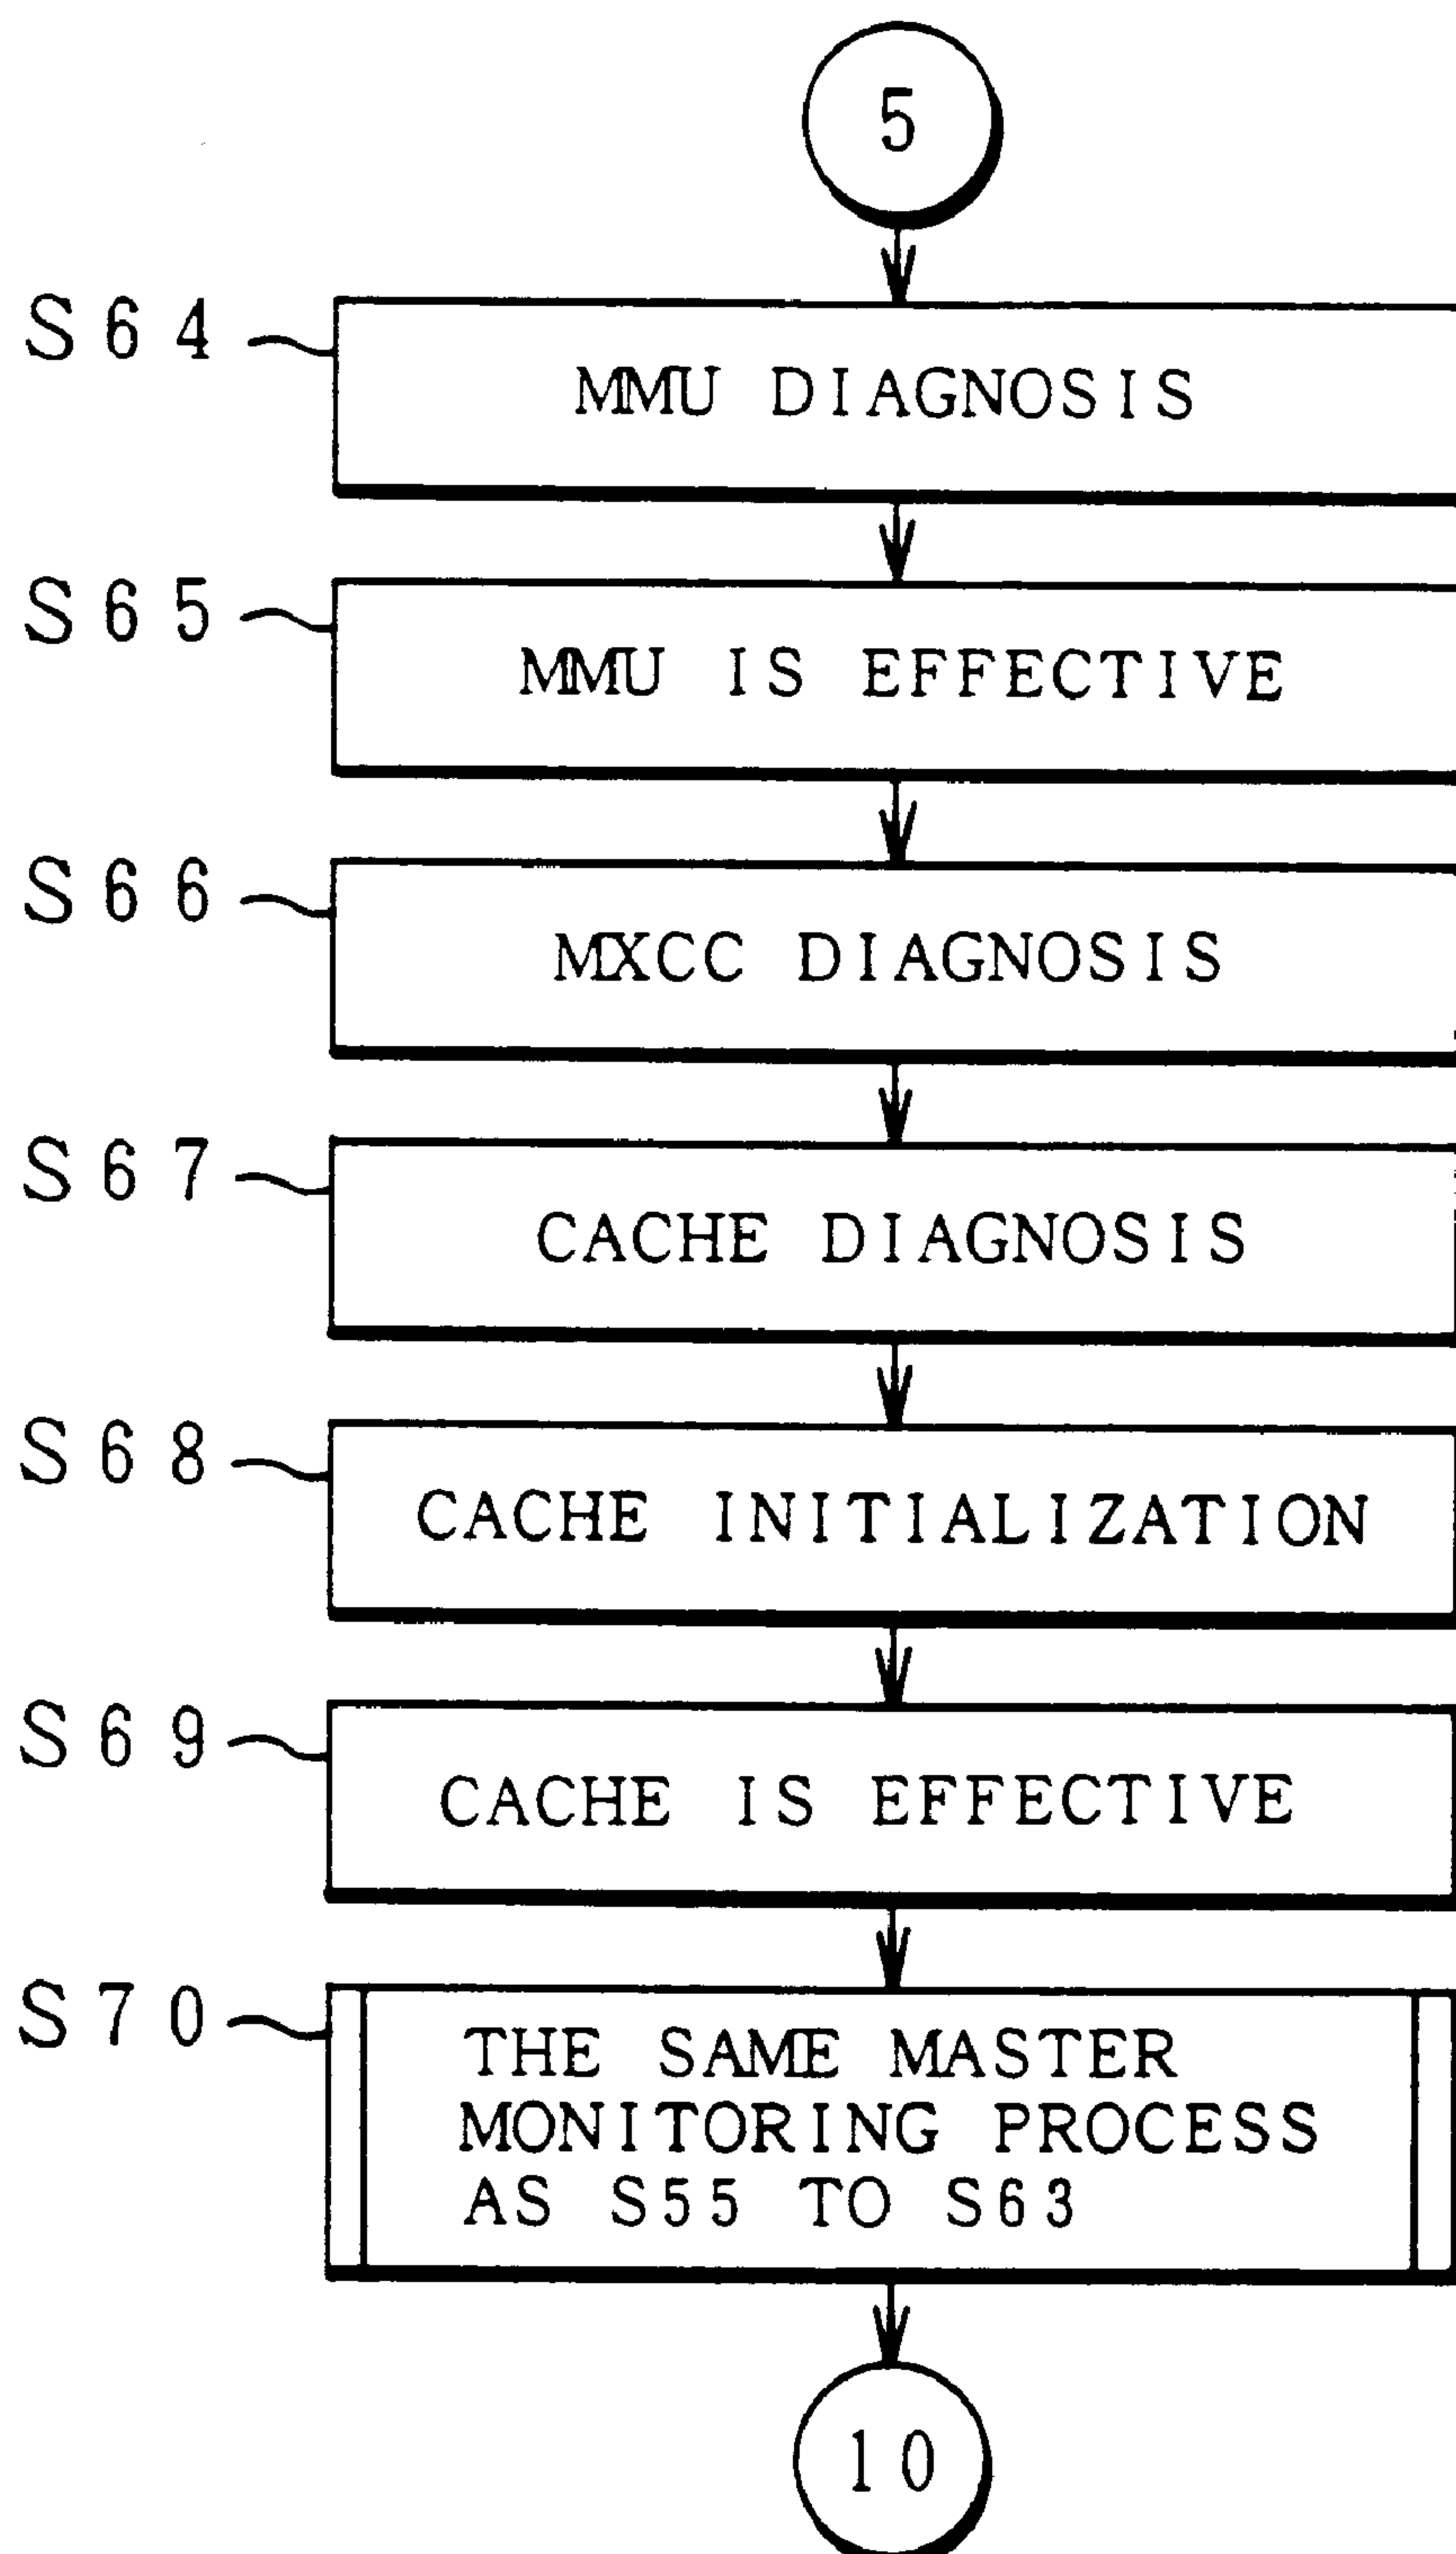 5
S64
MMU DIAGNOSIS
S65
MMU IS EFFECTIVE
S66
MXCC DIAGNOSIS
S67
CACHE DIAGNOSIS
S68
CACHE INITIALIZATION
S69
CACHE IS EFFECTIVE
S70
THE SAME MASTER
MONITORING PROCESS
AS S55 TO S63
10